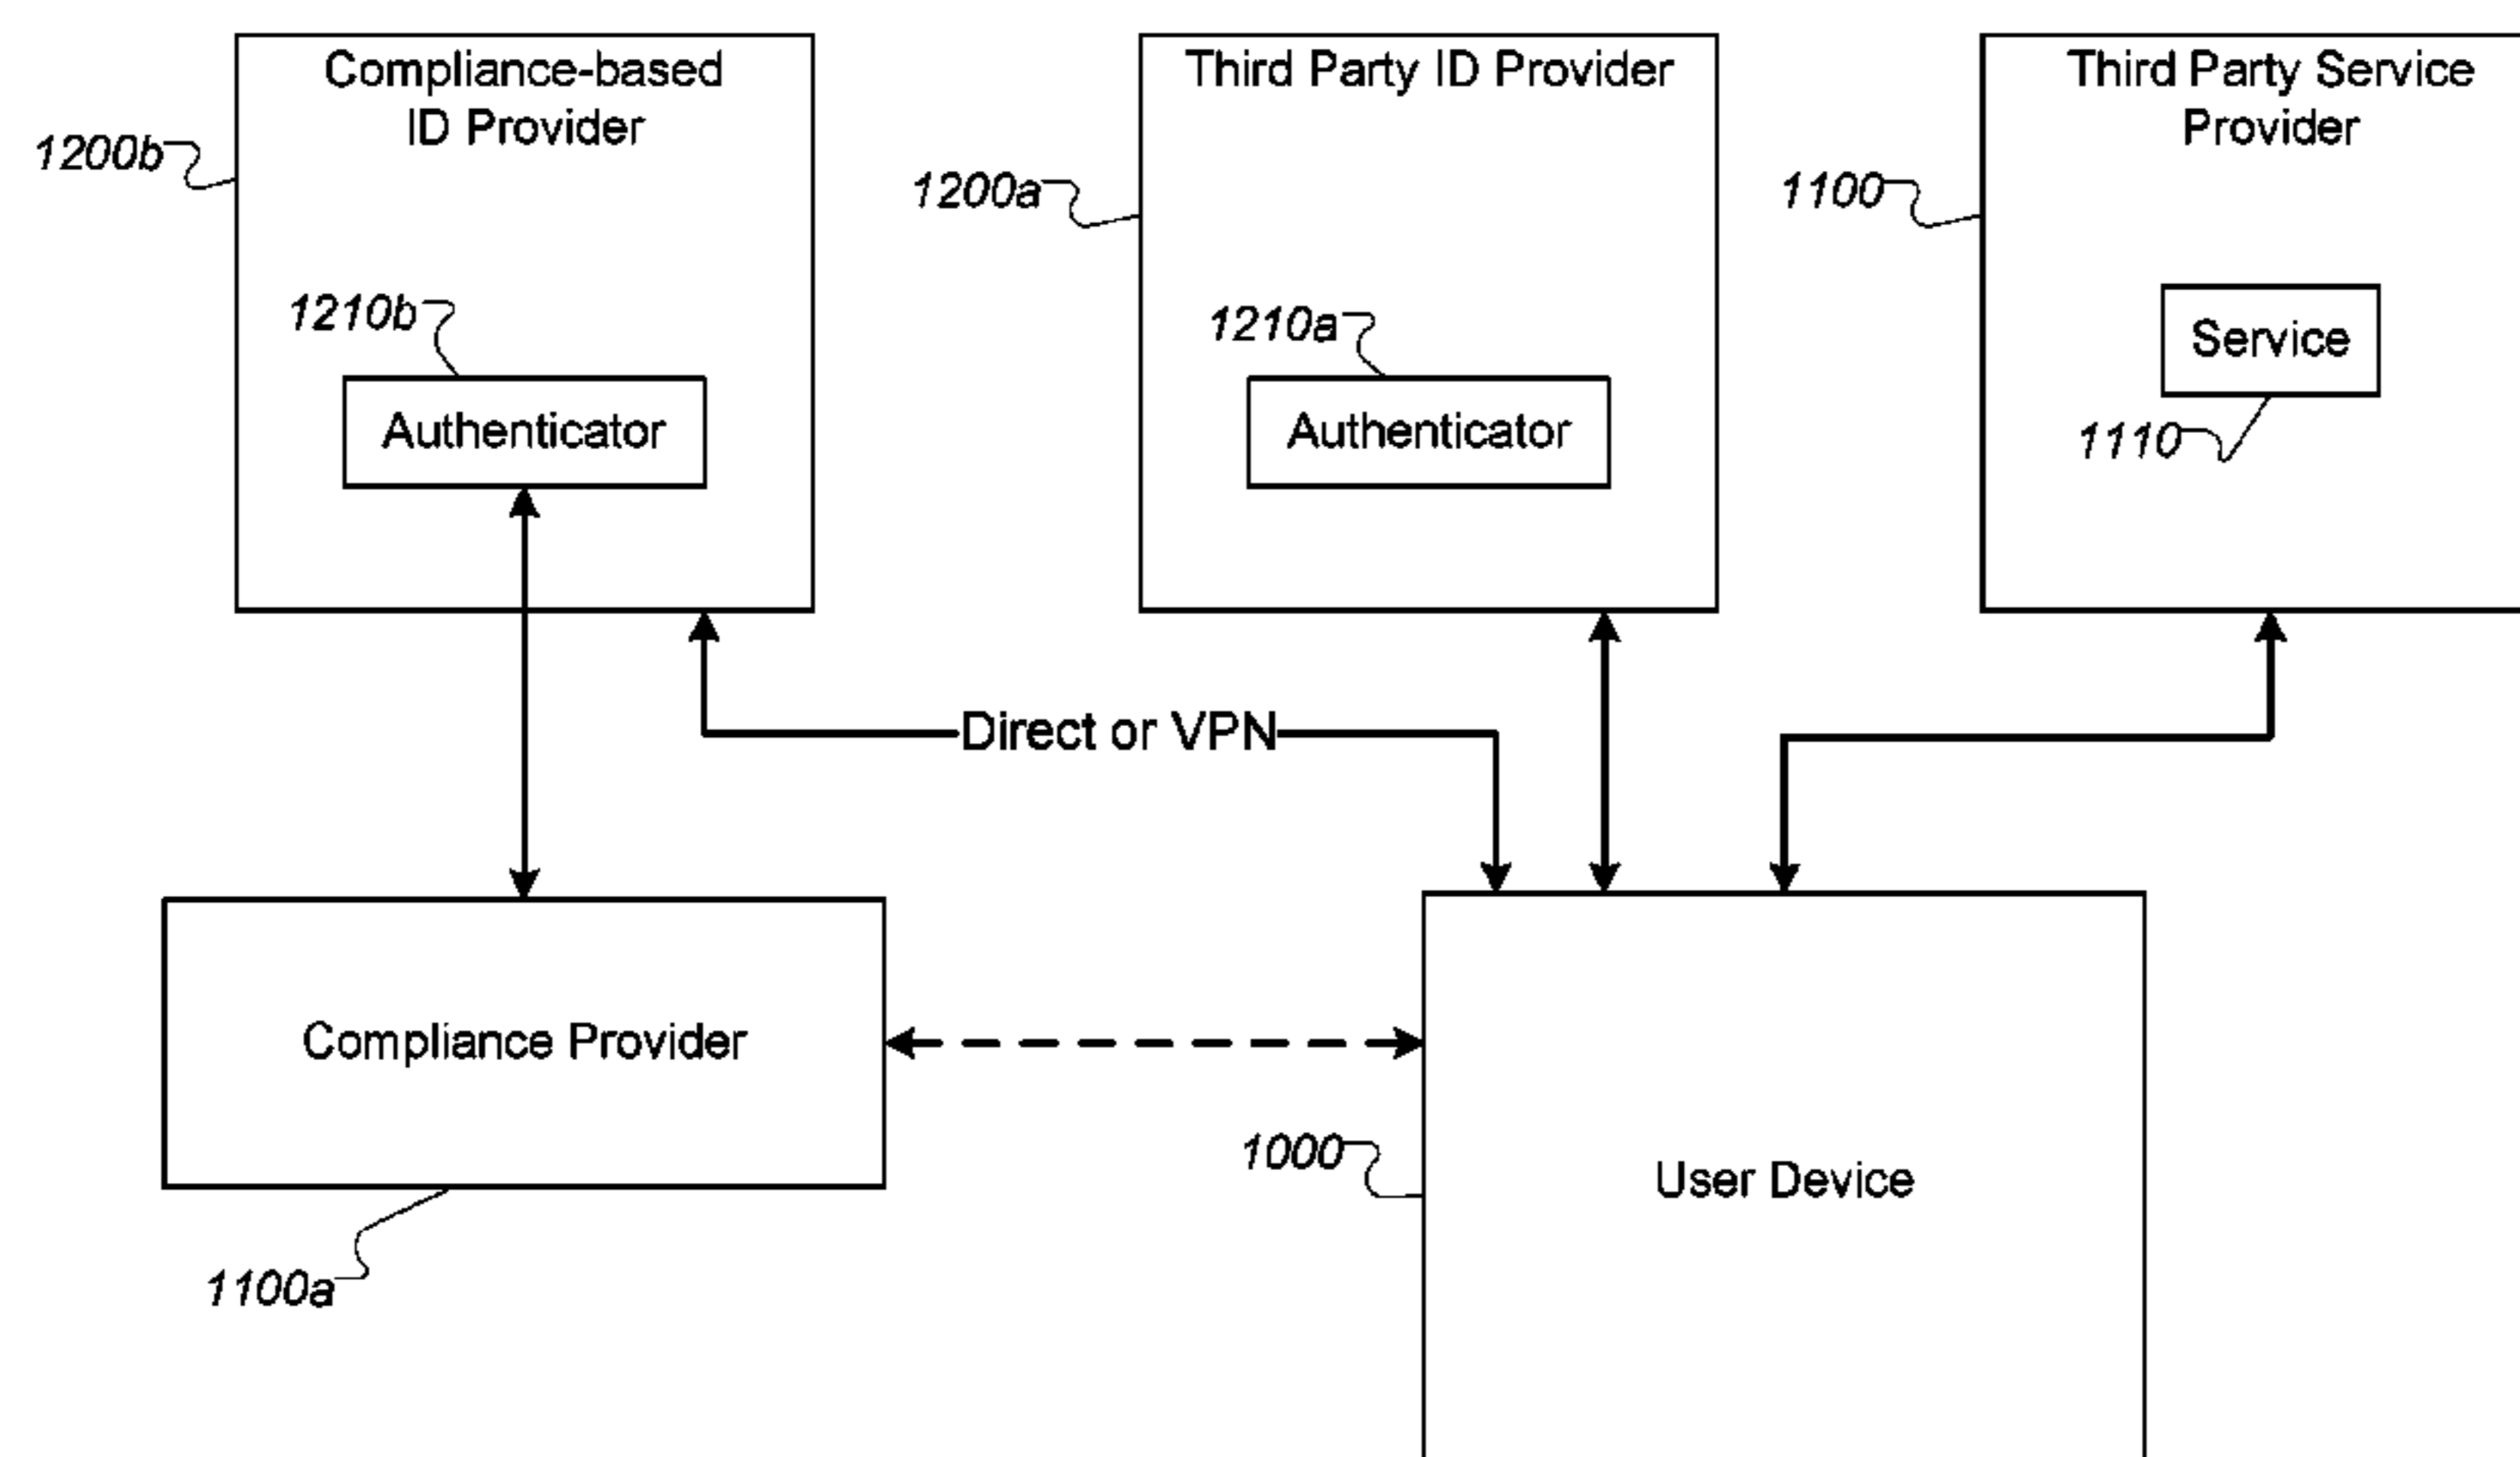 Compliance-based
ID Provider
1200b
1210b
Authenticator
Third Party ID Provider
1200a
1210a
Authenticator
Third Party Service
Provider
1100
Service
1110
Direct or VPN
Compliance Provider
1100a
1000
User Device